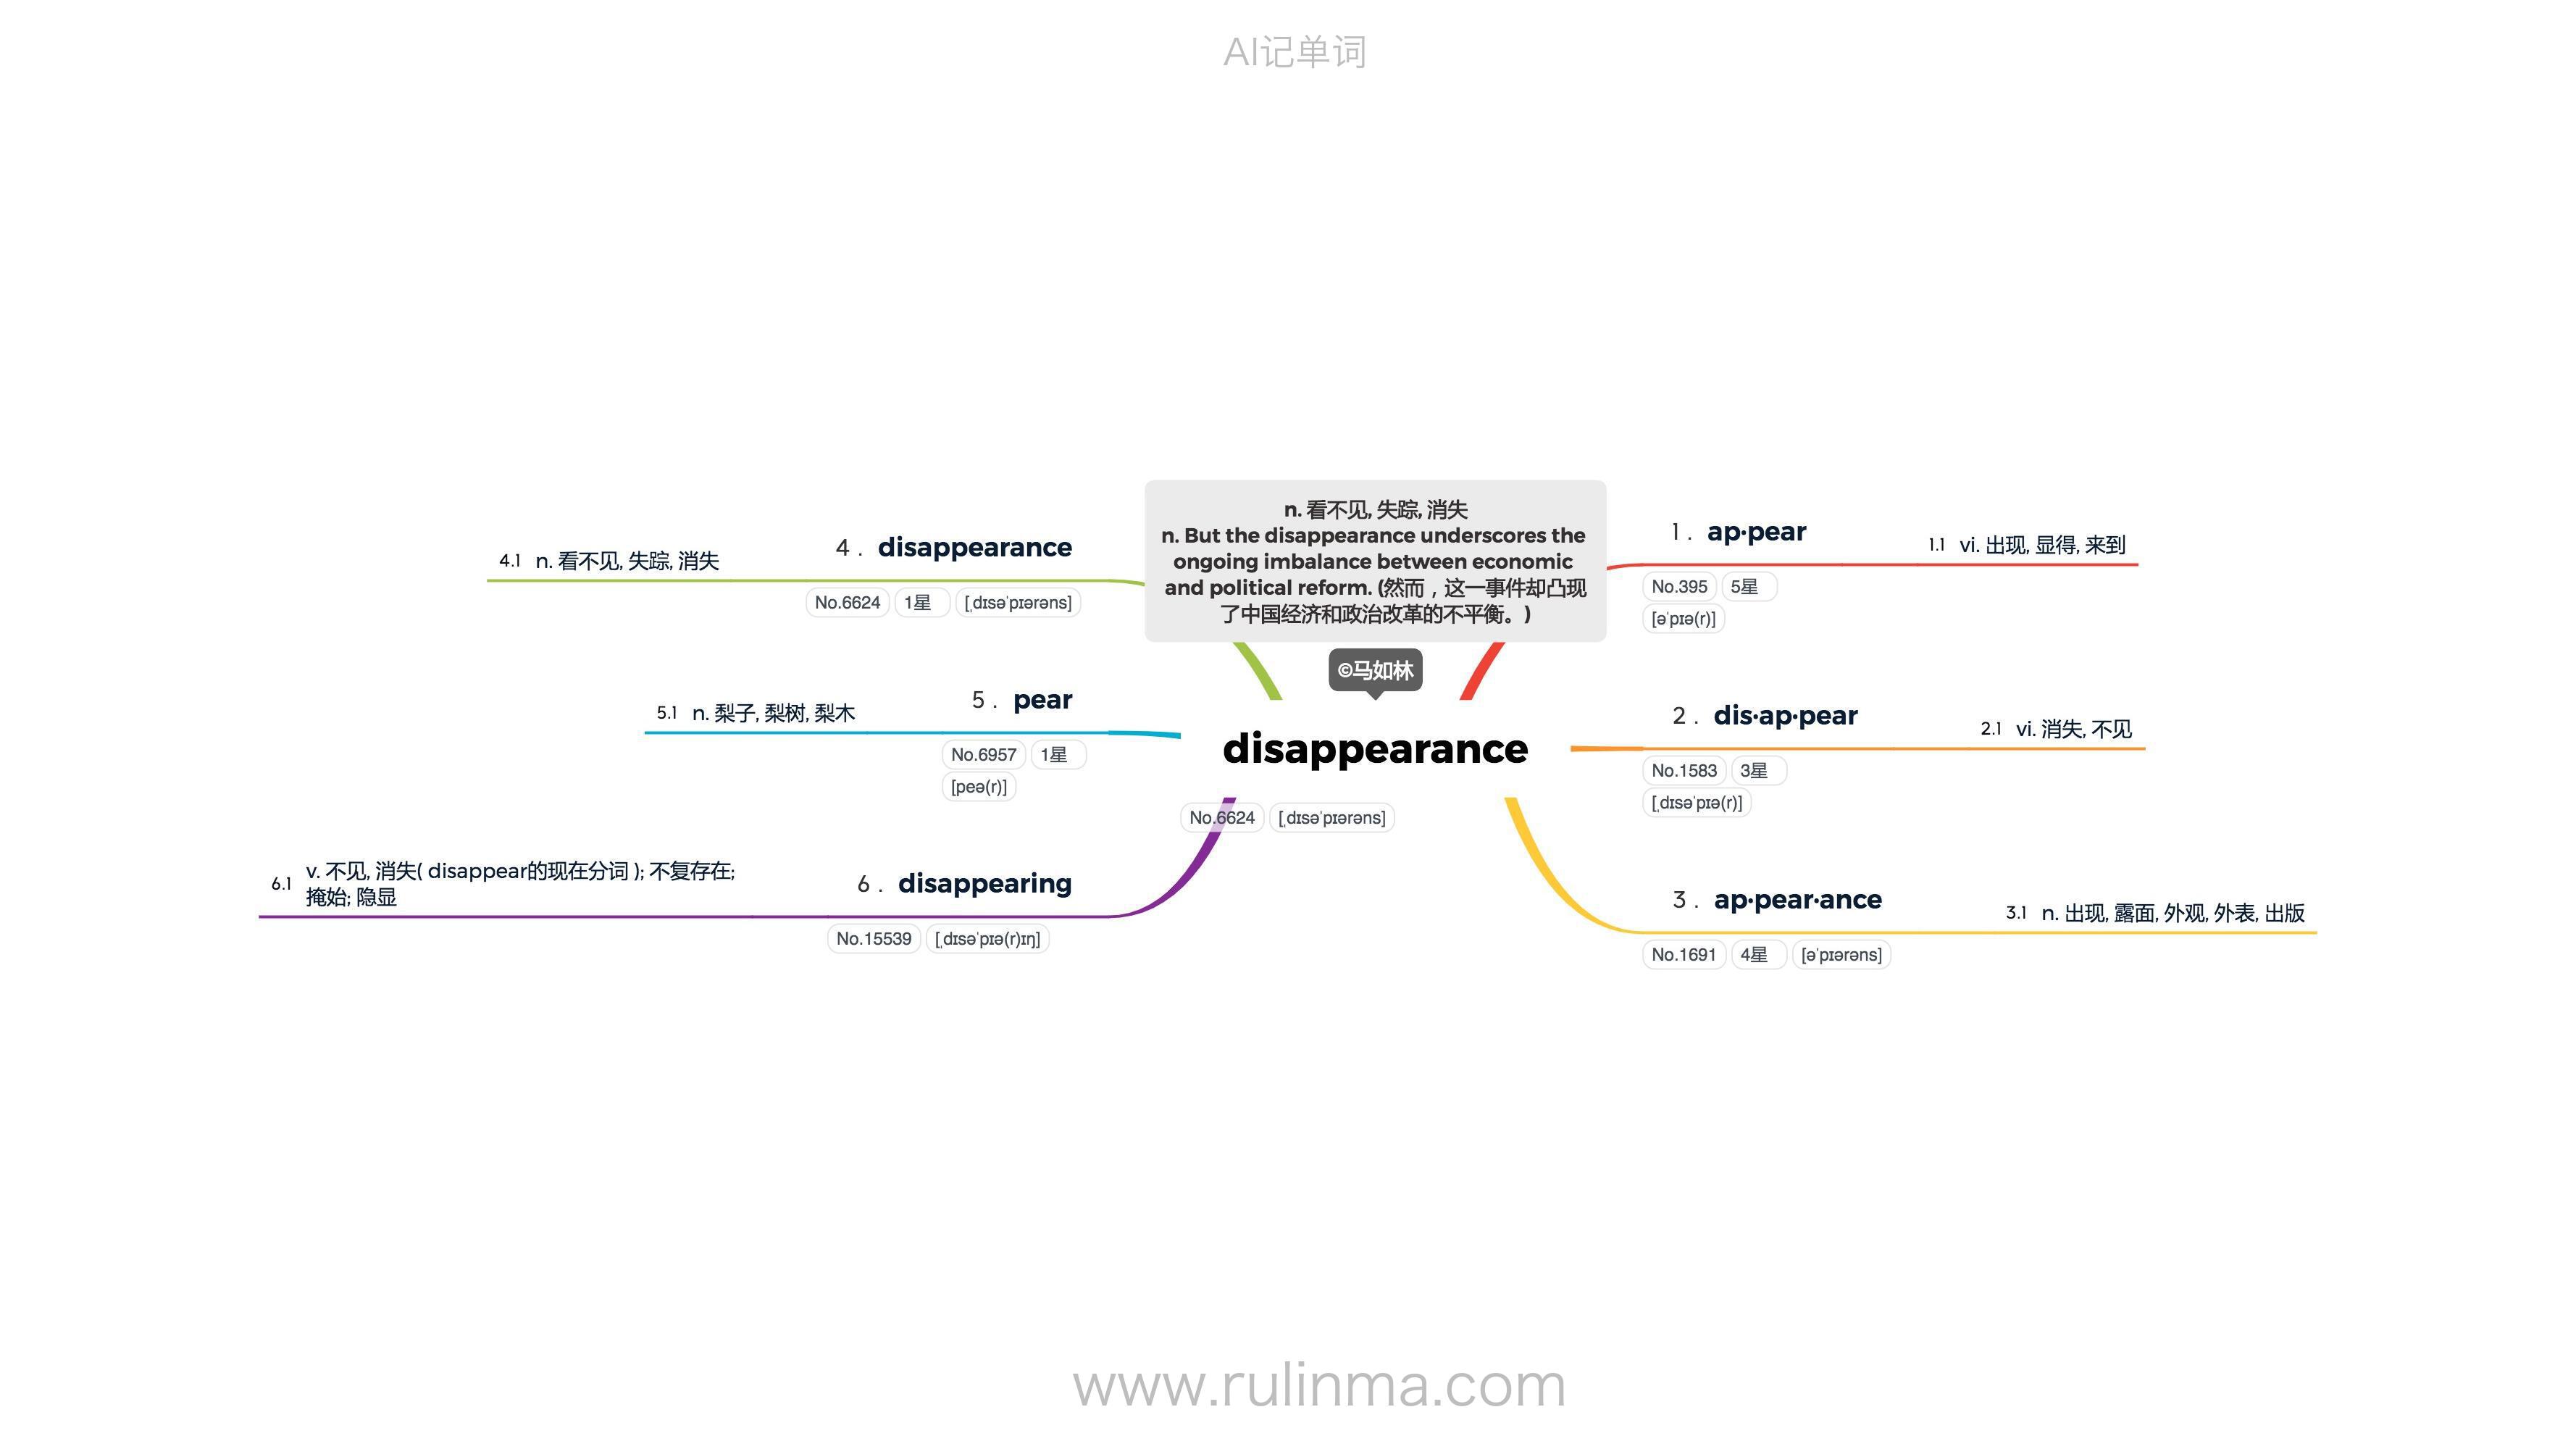 AI记单词
n. 看不见, 失踪, 消失
n. But the disappearance underscores the
ongoing imbalance between economic
and political reform. (然而，这一事件却凸现
了中国经济和政治改革的不平衡。)
©马如林
disappearance
No.6624 [ˌdɪsəˈpɪərəns]
1. ap·pear
No.395 5星
[əˈpɪə(r)]
1.1 vi. 出现, 显得, 来到
2. dis·ap·pear
No.1583 3星
[ˌdɪsəˈpɪə(r)]
2.1 vi. 消失, 不见
3. ap·pear·ance
No.1691 4星 [əˈpɪərəns]
3.1 n. 出现, 露面, 外观, 外表, 出版
4. disappearance
No.6624 1星 [ˌdɪsəˈpɪərəns]
4.1 n. 看不见, 失踪, 消失
5. pear
No.6957 1星
[peə(r)]
5.1 n. 梨子, 梨树, 梨木
6. disappearing
No.15539 [ˌdɪsəˈpɪə(r)ɪŋ]
6.1 v. 不见, 消失( disappear的现在分词 ); 不复存在;
掩始; 隐显
www.rulinma.com